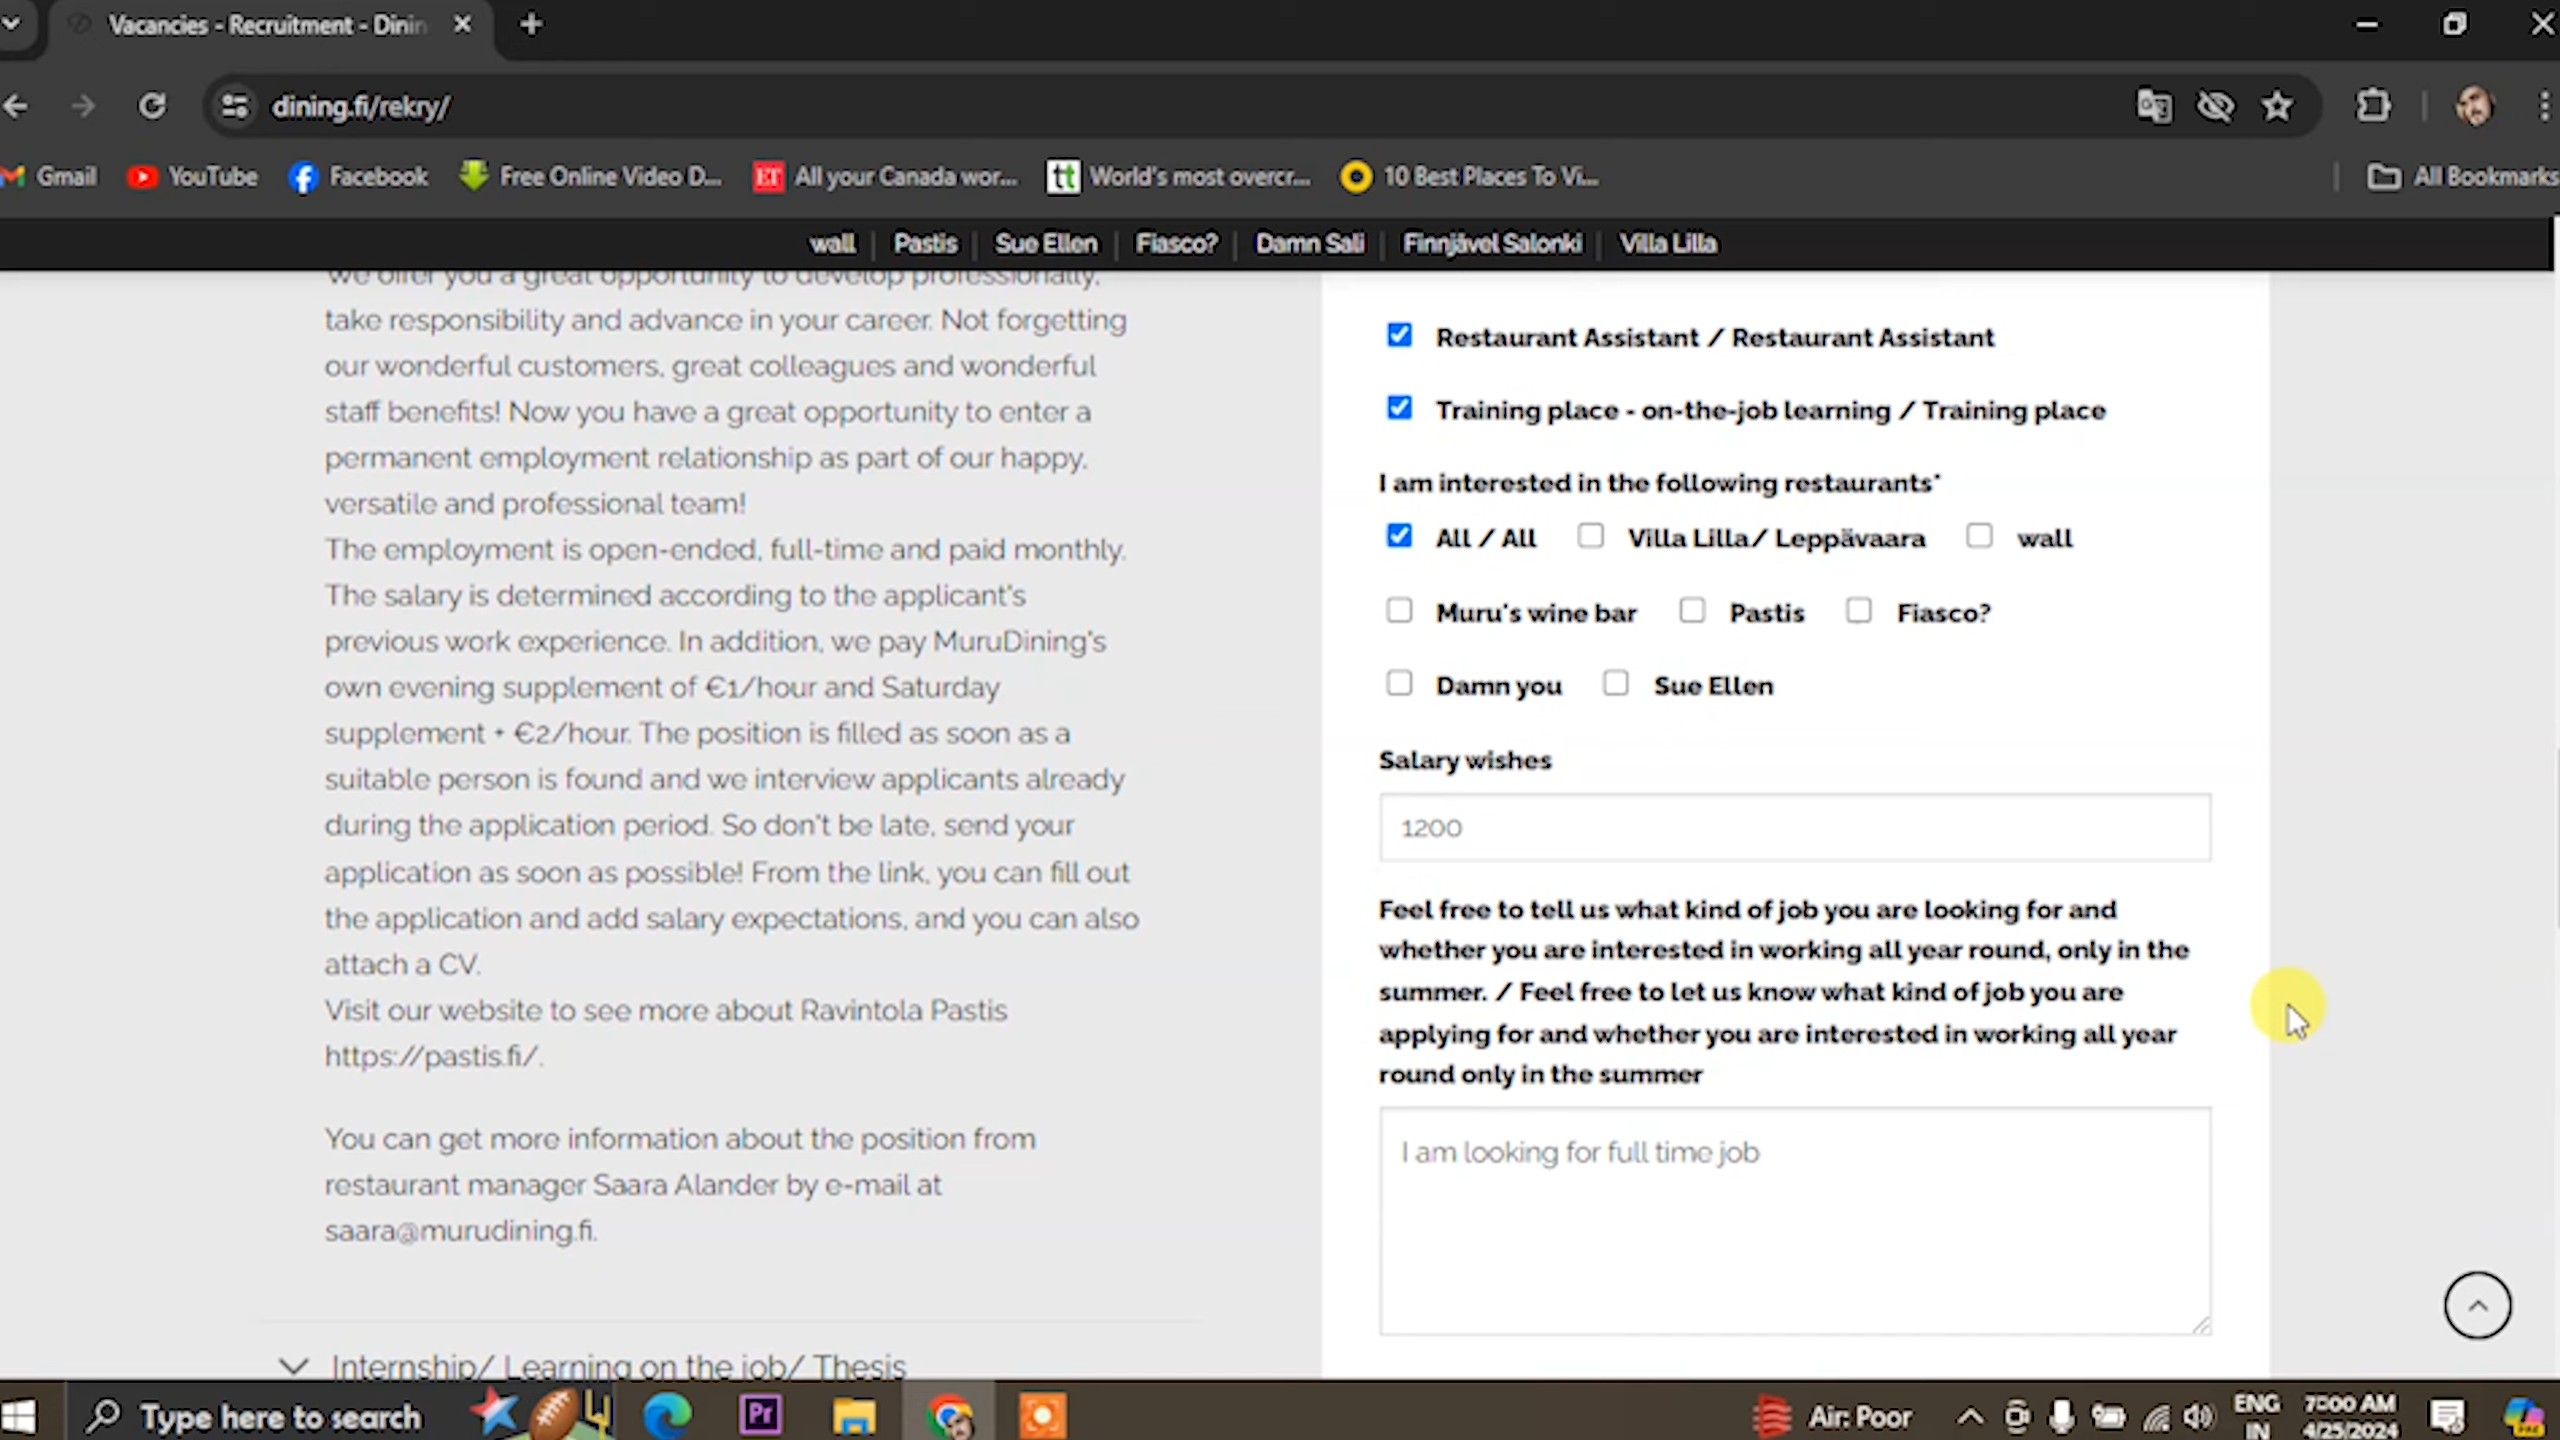 Vacancies - Recruitment - Dinin
dining.fi/rekry/
Gmail
YouTube
Facebook
Free Online Video D...
All your Canada wor...
World's most overcr...
10 Best Places To Vi...
All Bookmarks
wall | Pastis | Sue Ellen | Fiasco? | Damn Sali | Finnjävel Salonki | Villa Lilla
We offer you a great opportunity to develop professionally,
take responsibility and advance in your career. Not forgetting
our wonderful customers, great colleagues and wonderful
staff benefits! Now you have a great opportunity to enter a
permanent employment relationship as part of our happy,
versatile and professional team!
The employment is open-ended, full-time and paid monthly.
The salary is determined according to the applicant's
previous work experience. In addition, we pay MuruDining's
own evening supplement of €1/hour and Saturday
supplement + €2/hour. The position is filled as soon as a
suitable person is found and we interview applicants already
during the application period. So don't be late, send your
application as soon as possible! From the link, you can fill out
the application and add salary expectations, and you can also
attach a CV.
Visit our website to see more about Ravintola Pastis
https://pastis.fi/.
You can get more information about the position from
restaurant manager Saara Alander by e-mail at
saara@murudining.fi.
Internship/ Learning on the job/ Thesis
Restaurant Assistant / Restaurant Assistant
Training place - on-the-job learning / Training place
I am interested in the following restaurants*
All / All Villa Lilla/ Leppävaara wall
Muru's wine bar Pastis Fiasco?
Damn you Sue Ellen
Salary wishes
1200
Feel free to tell us what kind of job you are looking for and
whether you are interested in working all year round, only in the
summer. / Feel free to let us know what kind of job you are
applying for and whether you are interested in working all year
round only in the summer
I am looking for full time job
Type here to search
Pr
Air: Poor
ENG
IN
7:00 AM
4/25/2024